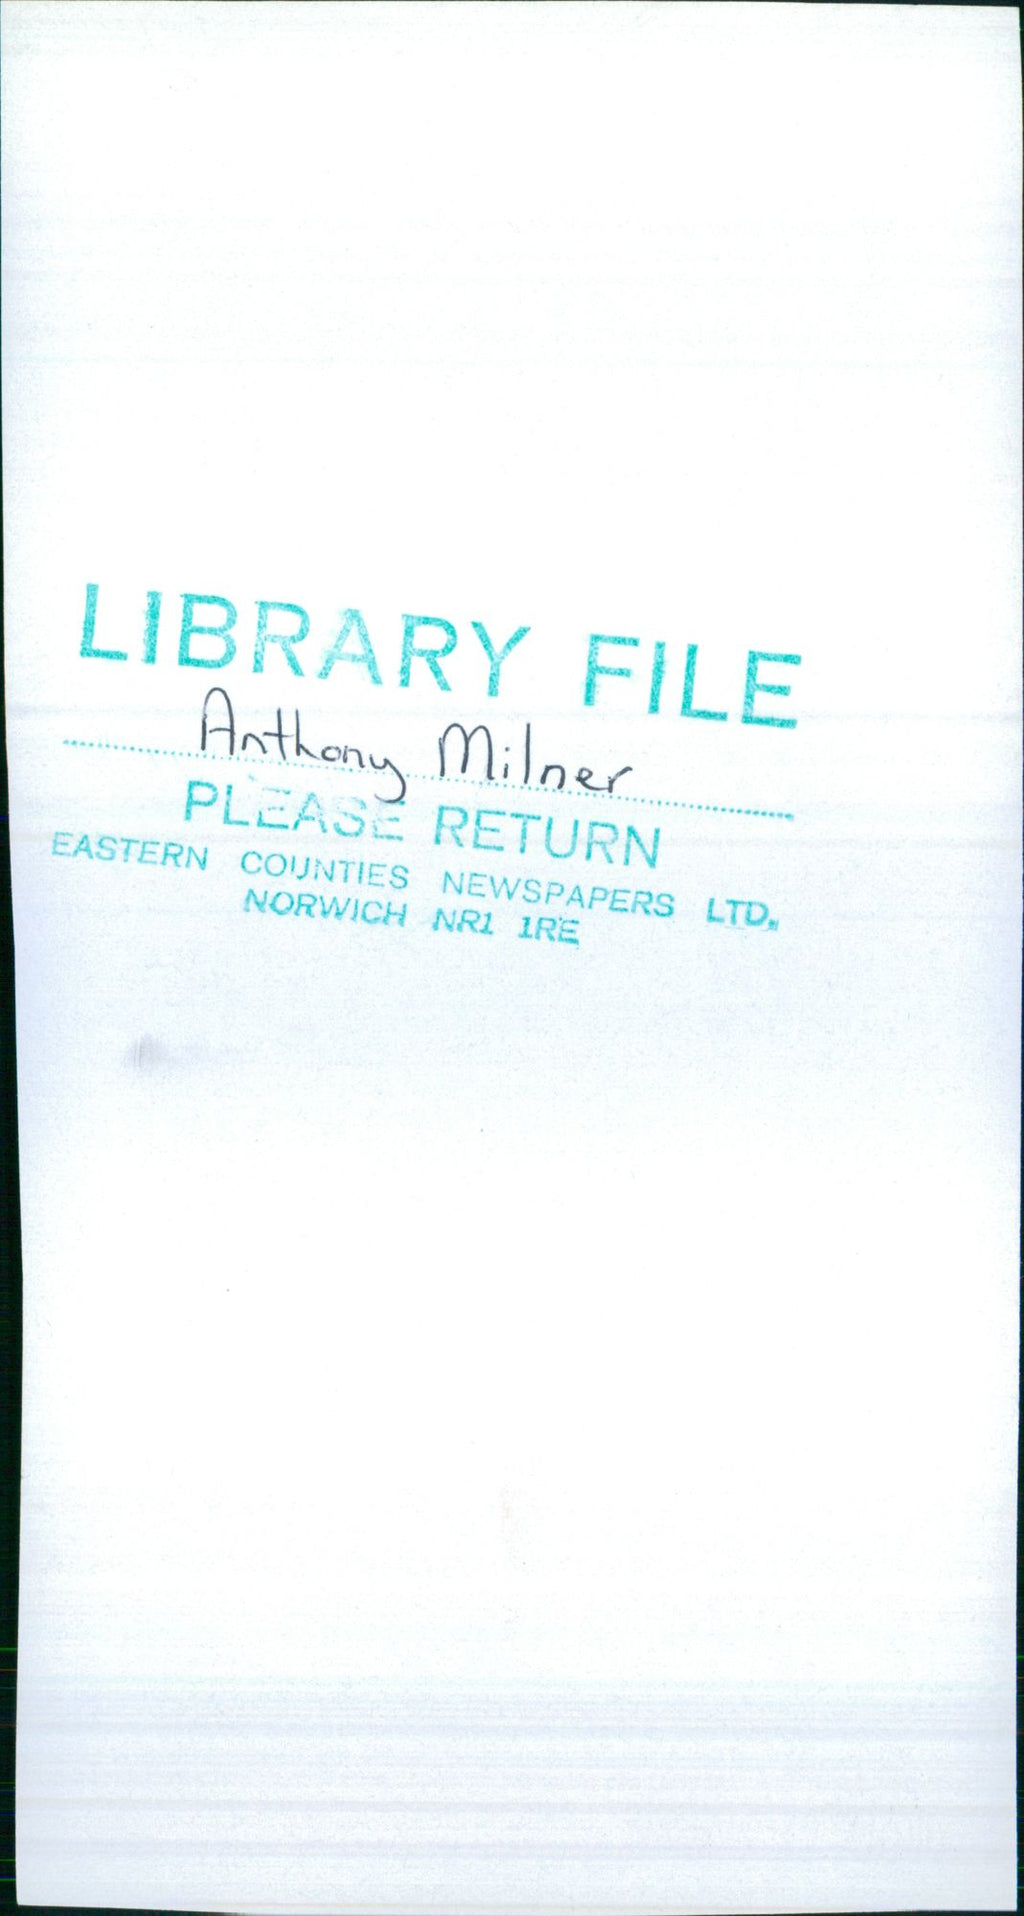 LIBRARY FILE
Anthony Milner
PLEASE RETURN
EASTERN COUNTIES NEWSPAPERS LTD.
NORWICH NR1 1RE